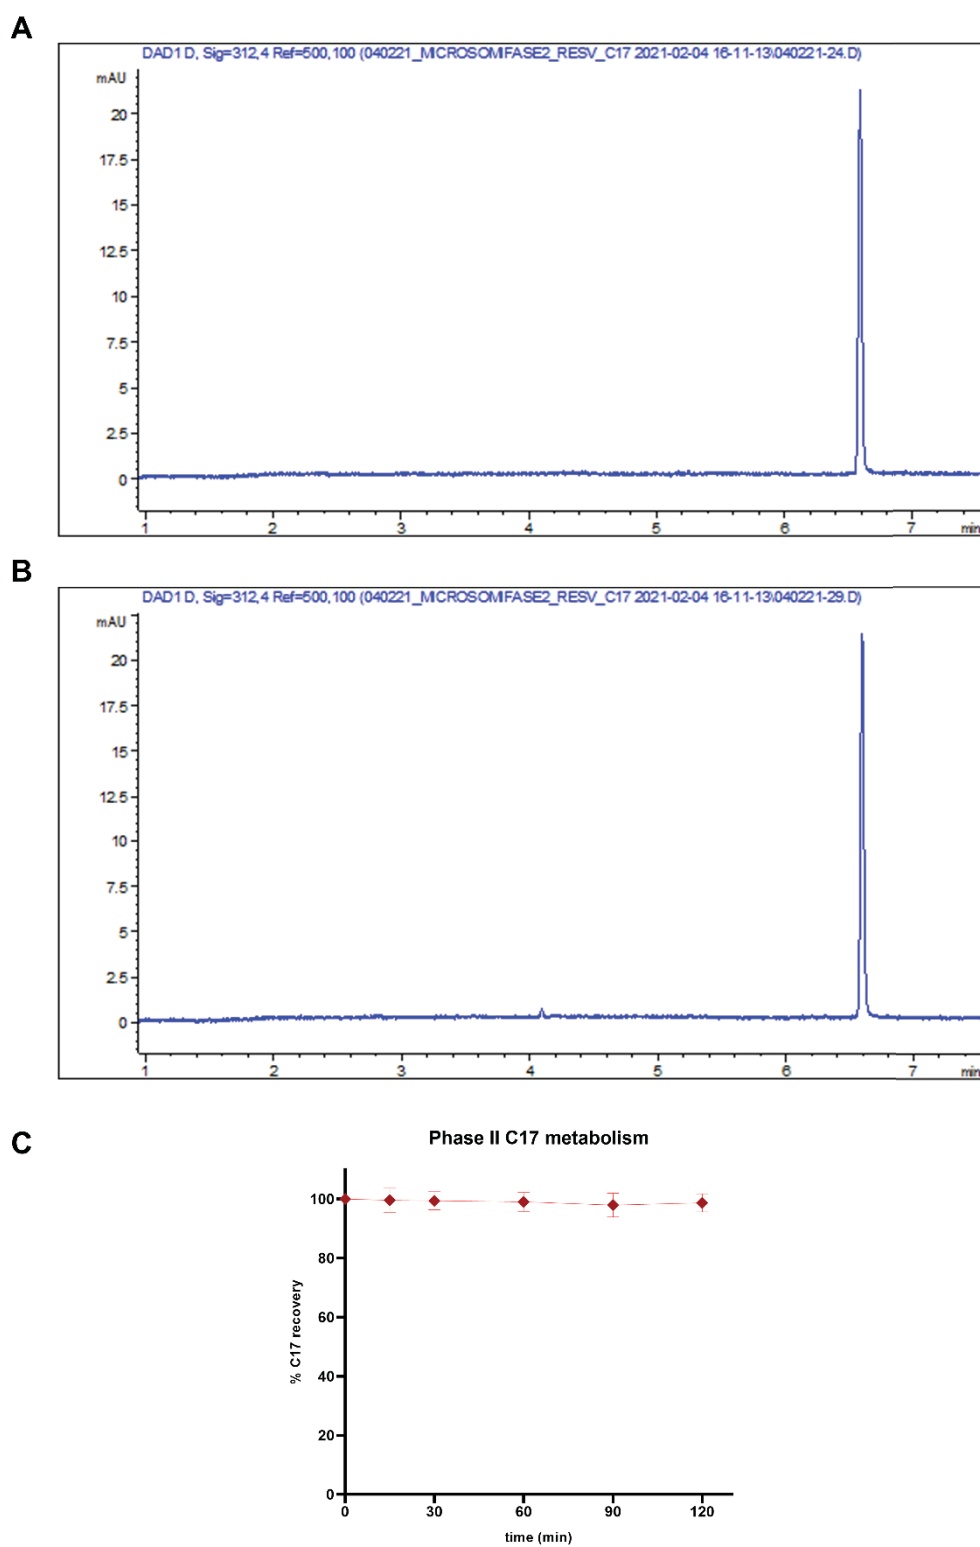 A
DAD1 D, Sig=312,4 Ref=500,100 (040221_MICROSOMIFASE2_RESV_C17 2021-02-04 16-11-13\040221-24.D)
mAU
20
17.5
15
12.5
10
7.5
5
2.5
0
1 2 3 4 5 6 7 min
B
DAD1 D, Sig=312,4 Ref=500,100 (040221_MICROSOMIFASE2_RESV_C17 2021-02-04 16-11-13\040221-29.D)
mAU
20
17.5
15
12.5
10
7.5
5
2.5
0
1 2 3 4 5 6 7 min
C
Phase II C17 metabolism
% C17 recovery
100
80
60
40
20
0
0 30 60 90 120
time (min)